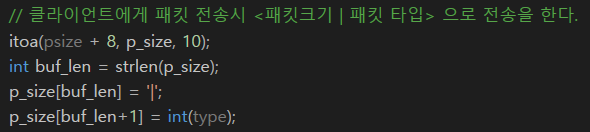 // 클라이언트에게 패킷 전송시 <패킷크기 | 패킷 타입> 으로 전송을 한다.
itoa(psize + 8, p_size, 10);
int buf_len = strlen(p_size);
p_size[buf_len] = '|';
p_size[buf_len+1] = int(type);